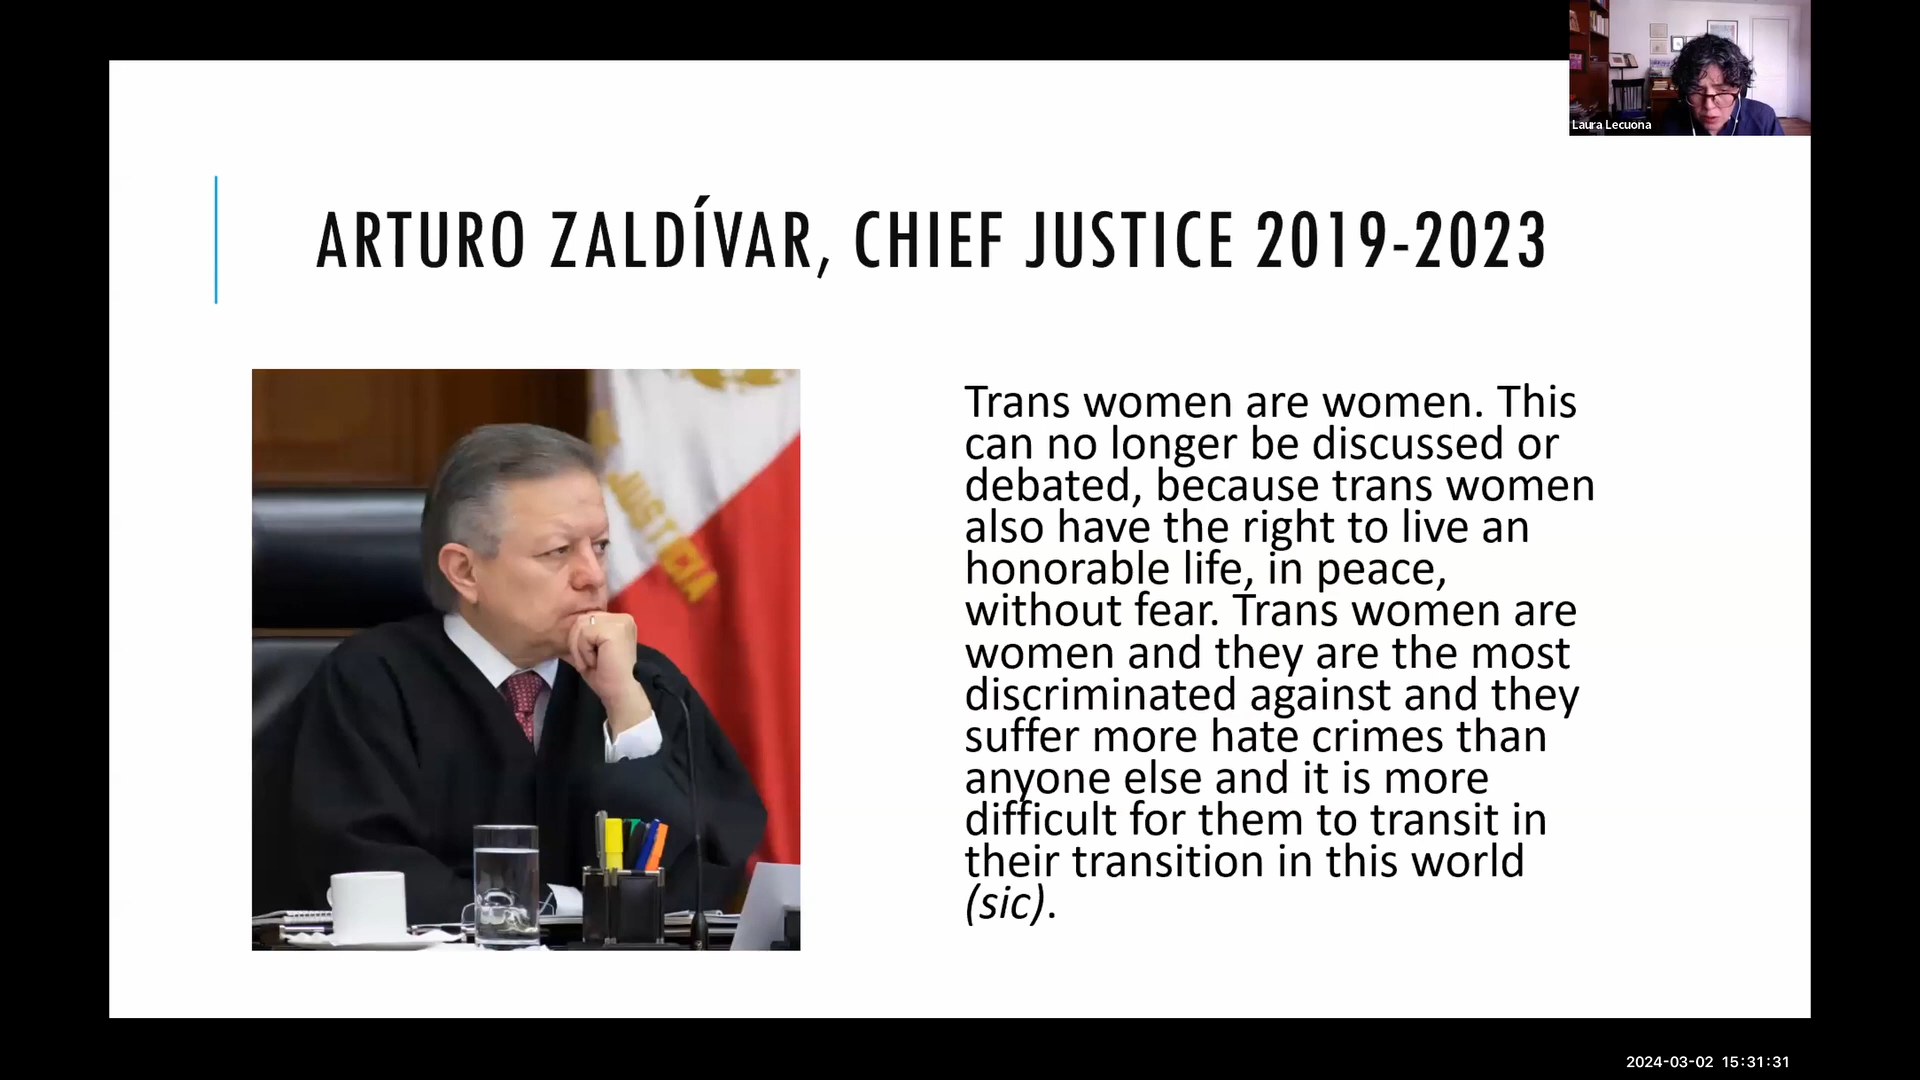 Laura Lecuona
ARTURO ZALDÍVAR, CHIEF JUSTICE 2019-2023
JUSTICIA
Trans women are women. This
can no longer be discussed or
debated, because trans women
also have the right to live an
honorable life, in peace,
without fear. Trans women are
women and they are the most
discriminated against and they
suffer more hate crimes than
anyone else and it is more
difficult for them to transit in
their transition in this world
(sic).
2024-03-02 15:31:31